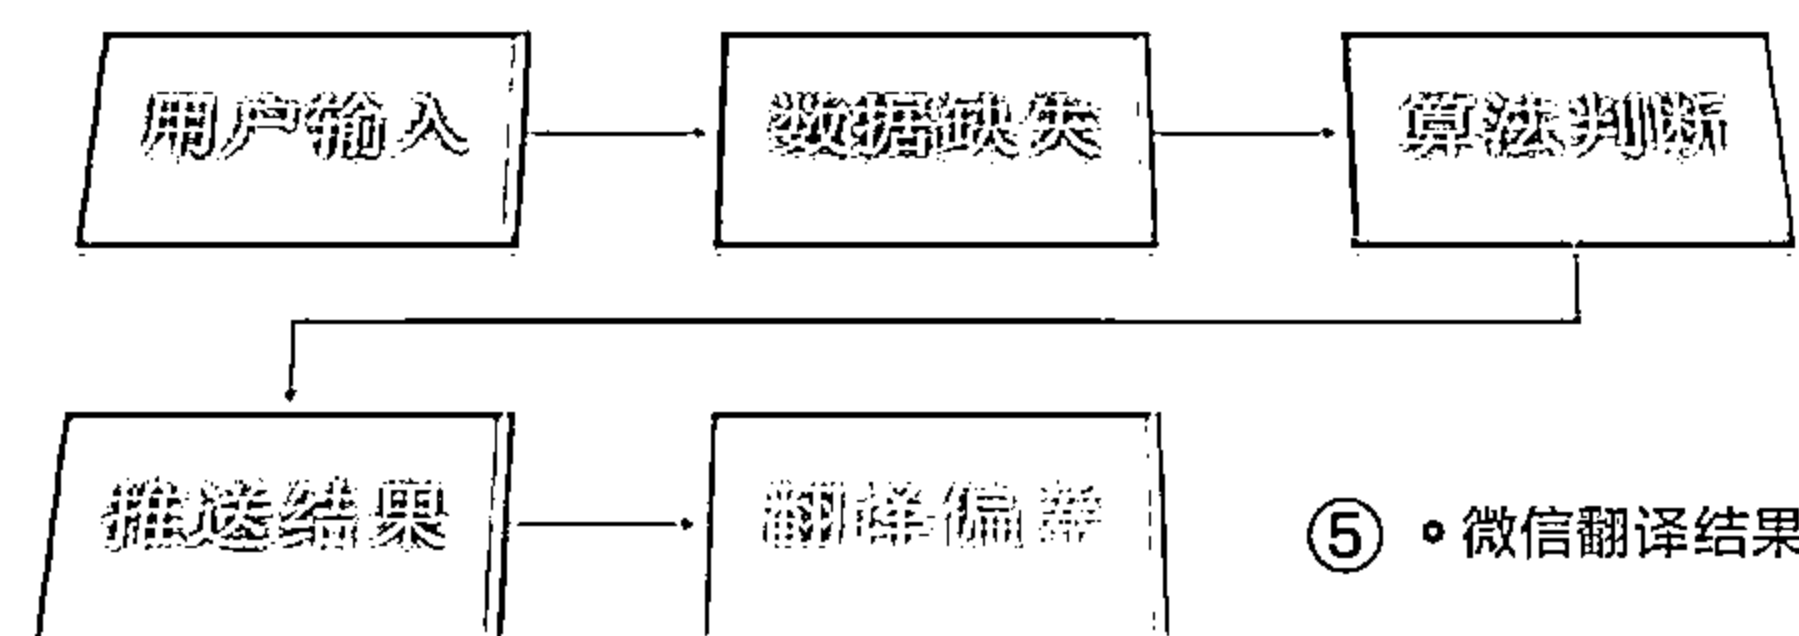 用户输入
数据缺失
算法判断
推送结果
翻译偏差
⑤ • 微信翻译结果